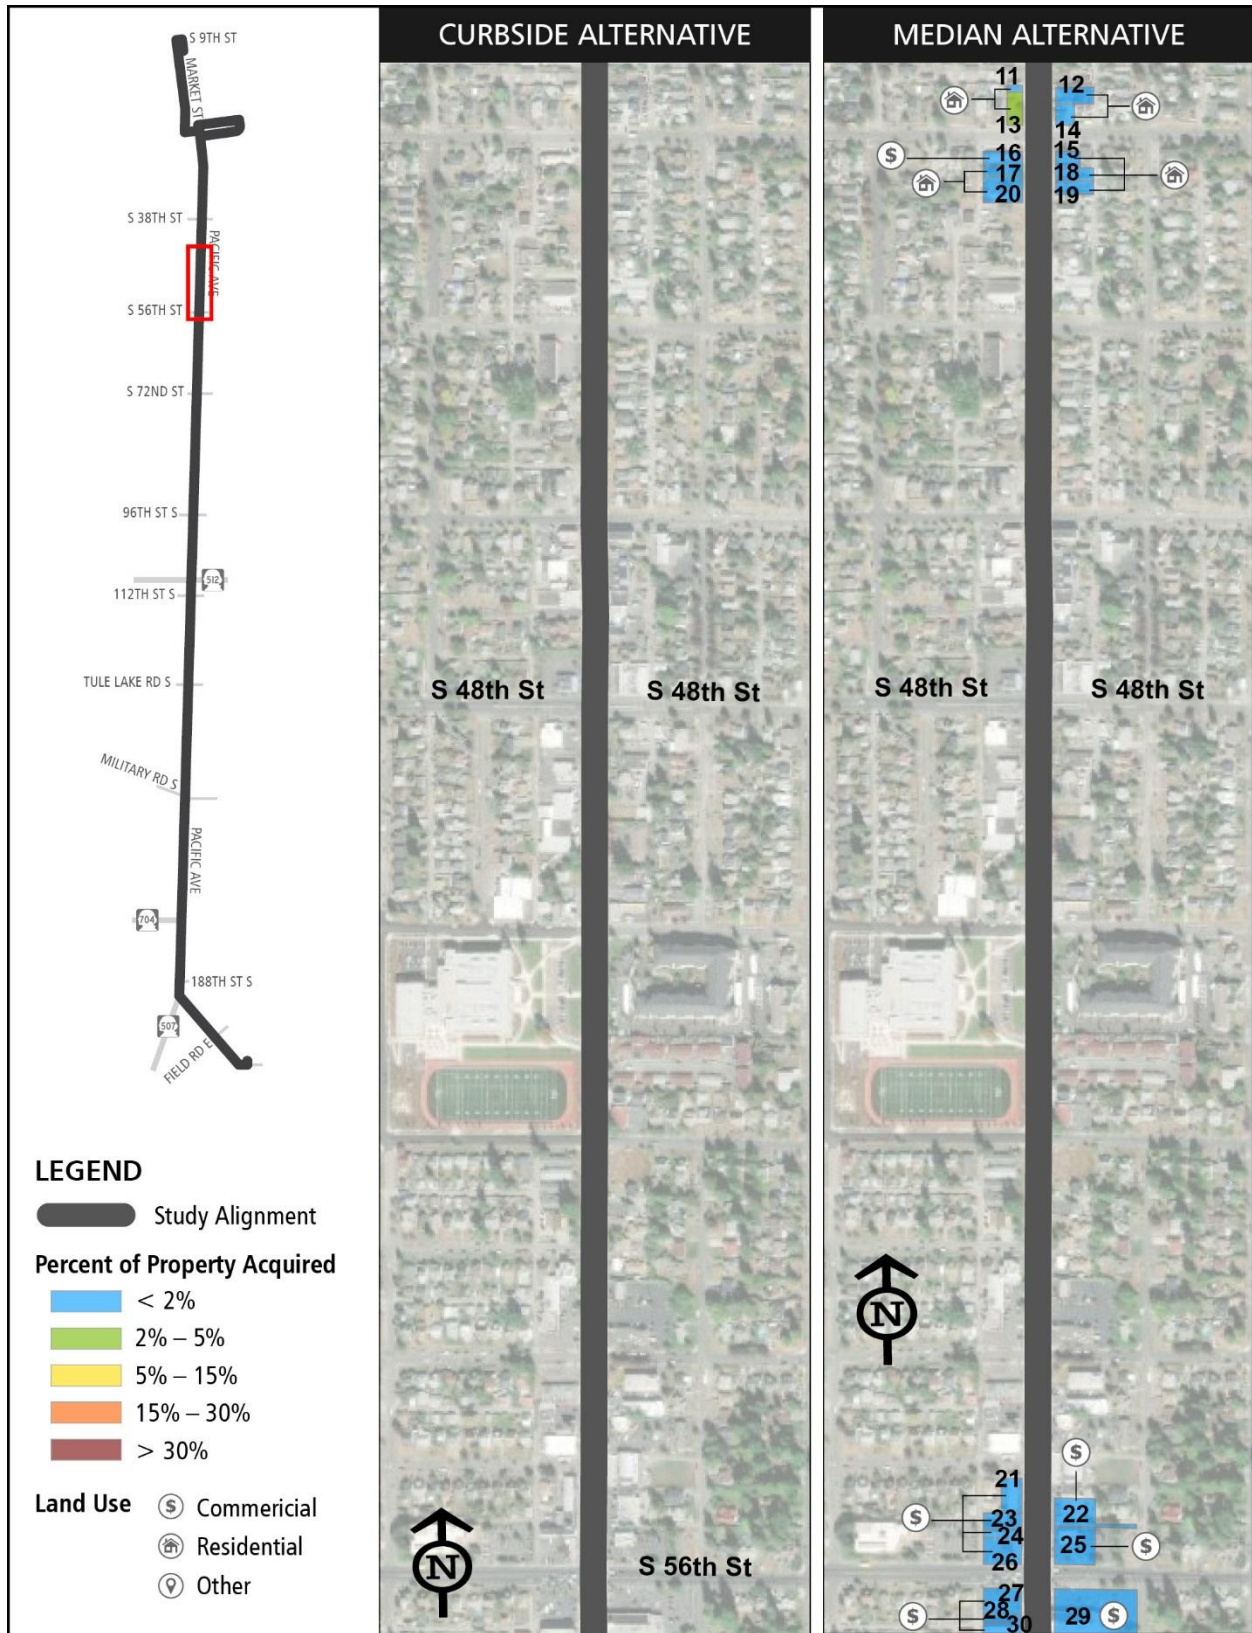 S 9TH ST
MARKET ST
S 38TH ST
PACIFIC AVE
S 56TH ST
S 72ND ST
96TH ST S
512
112TH ST S
TULE LAKE RD S
MILITARY RD S
PACIFIC AVE
704
188TH ST S
507
FIELD RD E
LEGEND
Study Alignment
Percent of Property Acquired
< 2%
2% – 5%
5% – 15%
15% – 30%
> 30%
Land Use
$ Commericial
Residential
Other
CURBSIDE ALTERNATIVE
S 48th St
S 48th St
N
S 56th St
MEDIAN ALTERNATIVE
11
12
13
14
$
16
15
17
18
20
19
S 48th St
S 48th St
N
$
21
22
$
23
24
25
$
26
27
$
28
29
$
30